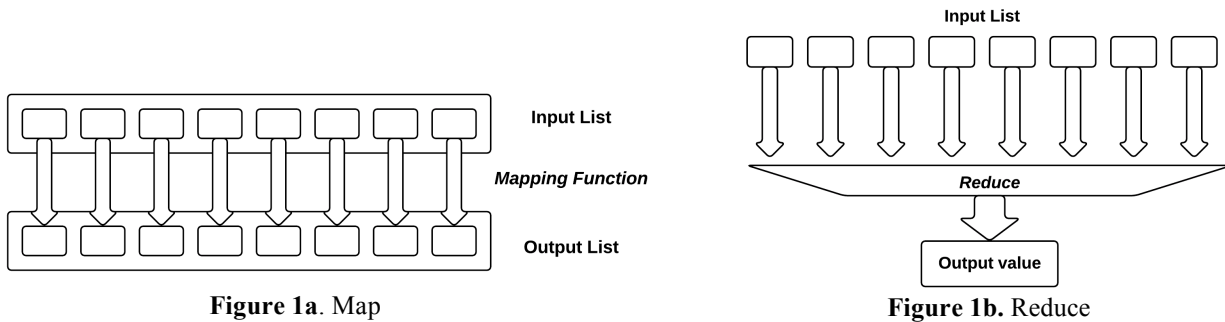 Input List
Mapping Function
Output List
Figure 1a. Map
Input List
Reduce
Output value
Figure 1b. Reduce